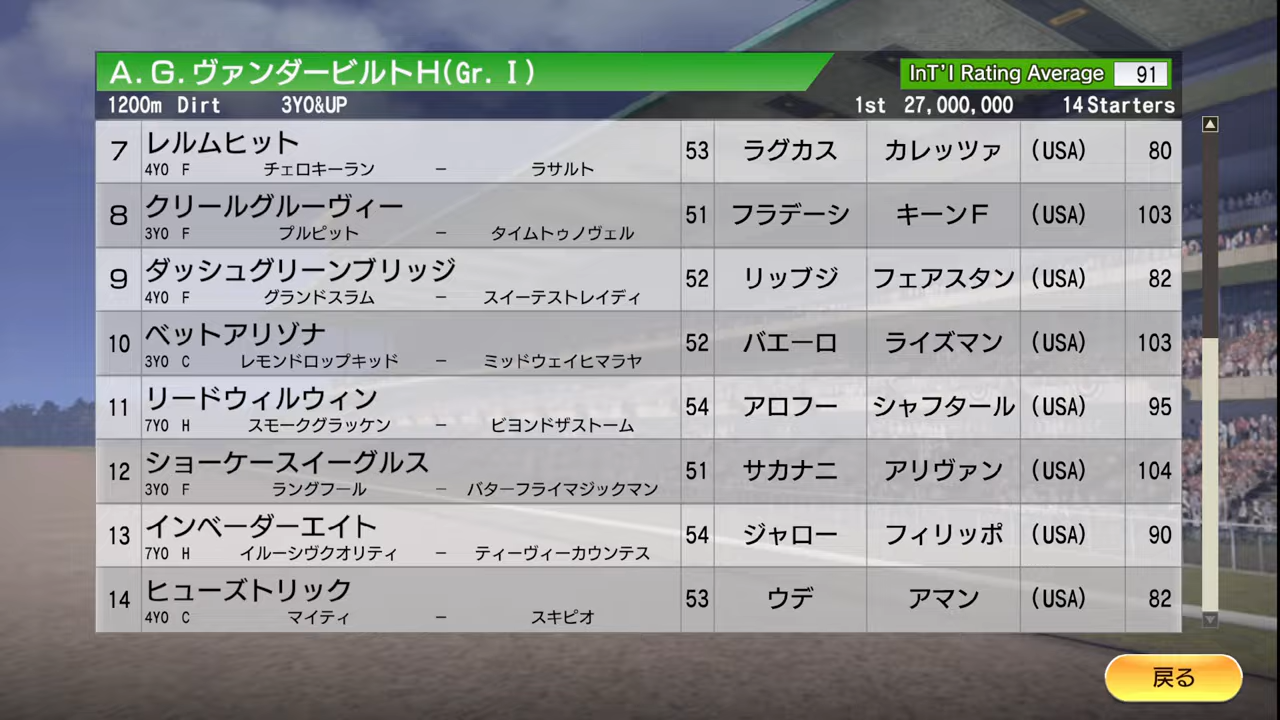 A.G.ヴァンダービルトH(Gr.Ⅰ)
InT'l Rating Average 91
1200m Dirt 3YO&UP 1st 27,000,000 14Starters
7 レルムヒット 53 ラグカス カレッツァ (USA) 80
4YO F チェロキーラン － ラサルト
8 クリールグルーヴィー 51 フラデーシ キーンF (USA) 103
3YO F プルピット － タイムトゥノヴェル
9 ダッシュグリーンブリッジ 52 リッブジ フェアスタン (USA) 82
4YO F グランドスラム － スイーテストレイディ
10 ベットアリゾナ 52 バエーロ ライズマン (USA) 103
3YO C レモンドロップキッド － ミッドウェイヒマラヤ
11 リードウィルウィン 54 アロフー シャフタール (USA) 95
7YO H スモークグラッケン － ビヨンドザストーム
12 ショーケースイーグルス 51 サカナニ アリヴァン (USA) 104
3YO F ラングフール － バターフライマジックマン
13 インベーダーエイト 54 ジャロー フィリッポ (USA) 90
7YO H イルーシヴクオリティ － ティーヴィーカウンテス
14 ヒューズトリック 53 ウデ アマン (USA) 82
4YO C マイティ － スキピオ
戻る